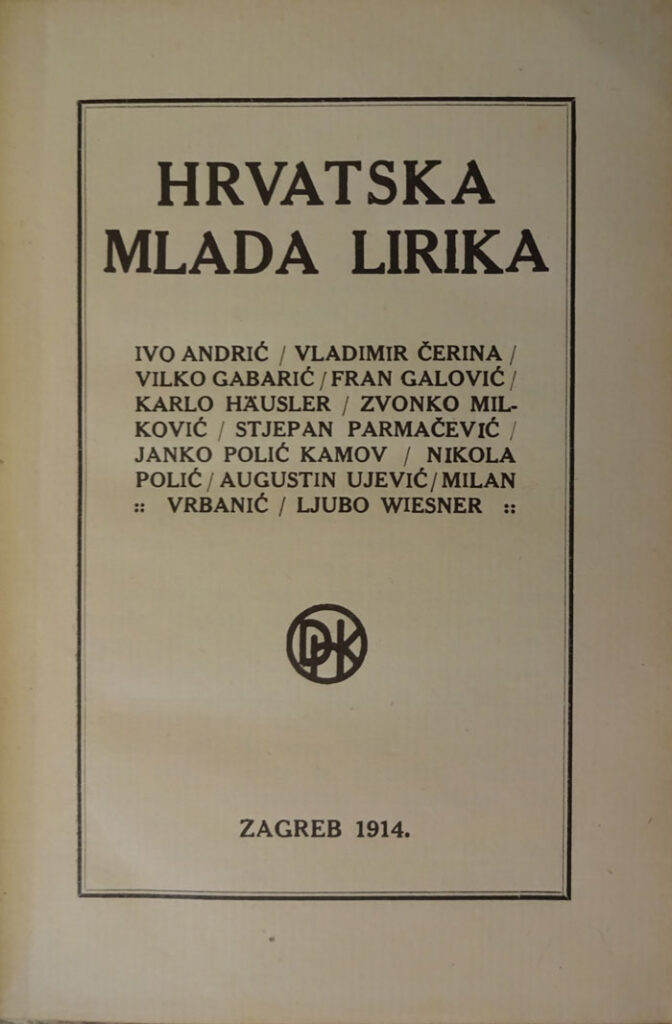 HRVATSKA
MLADA LIRIKA
IVO ANDRIĆ / VLADIMIR ČERINA /
VILKO GABARIĆ / FRAN GALOVIĆ /
KARLO HÄUSLER / ZVONKO MIL-
KOVIĆ / STJEPAN PARMAČEVIĆ /
JANKO POLIĆ KAMOV / NIKOLA
POLIĆ / AUGUSTIN UJEVIĆ / MILAN
:: VRBANIĆ / LJUBO WIESNER ::
DHK
ZAGREB 1914.